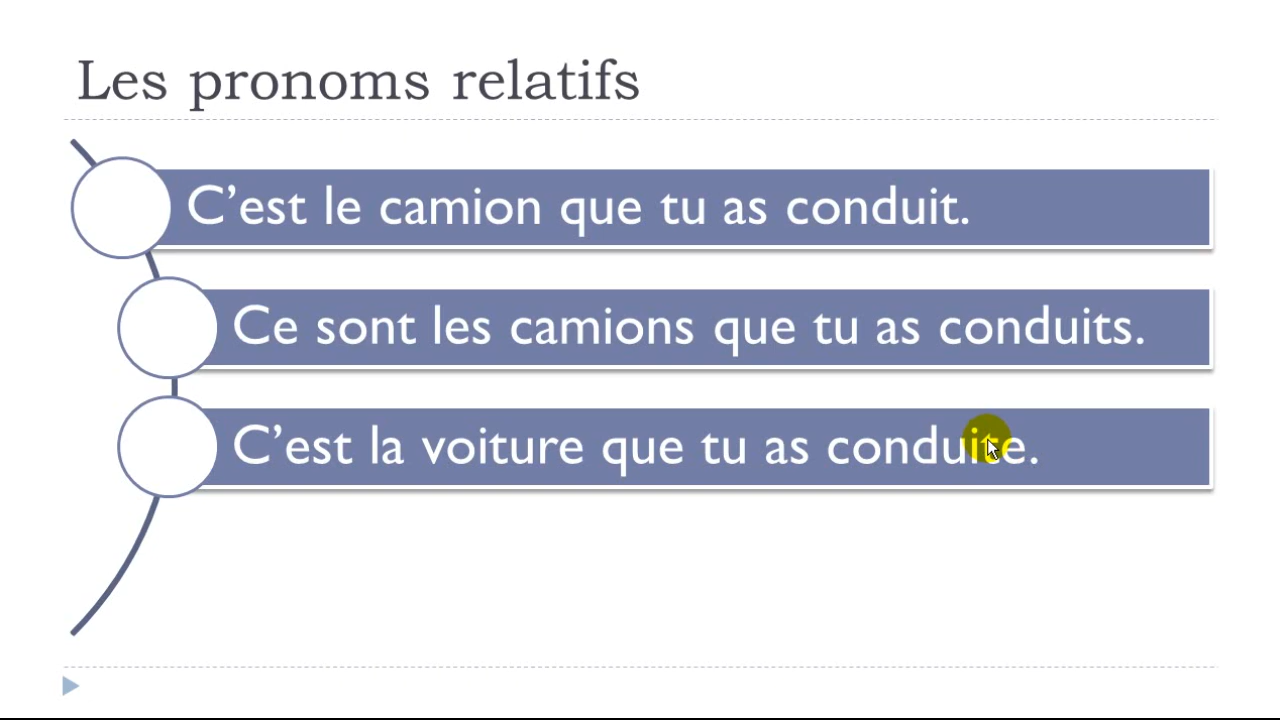 Les pronoms relatifs
C’est le camion que tu as conduit.
Ce sont les camions que tu as conduits.
C’est la voiture que tu as conduite.